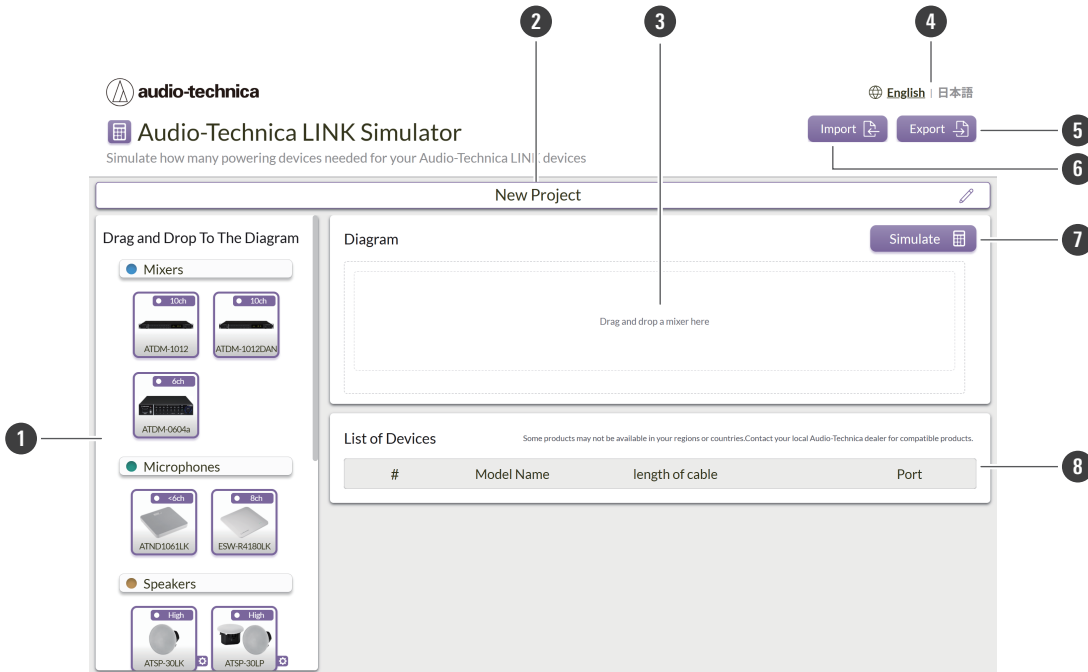 2 3 4
audio-technica
English | 日本語
Audio-Technica LINK Simulator
Import Export 5
Simulate how many powering devices needed for your Audio-Technica LINK devices
6
New Project
Drag and Drop To The Diagram
Diagram
Simulate 7
Mixers
10ch 10ch
ATDM-1012 ATDM-1012DAN
Drag and drop a mixer here
6ch
ATDM-0604a
1
List of Devices
Some products may not be available in your regions or countries.Contact your local Audio-Technica dealer for compatible products.
# Model Name length of cable Port 8
Microphones
<6ch 8ch
ATND1061LK ESW-R4180LK
Speakers
High High
ATSP-30LK ATSP-30LP